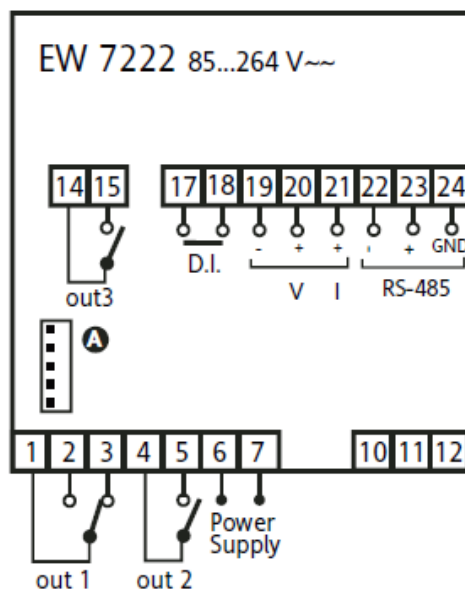 EW 7222 85...264 V~~
14 15 17 18 19 20 21 22 23 24
- + + - + GND
D.I. V I RS-485
out3
A
1 2 3 4 5 6 7 10 11 12
Power
Supply
out 1 out 2